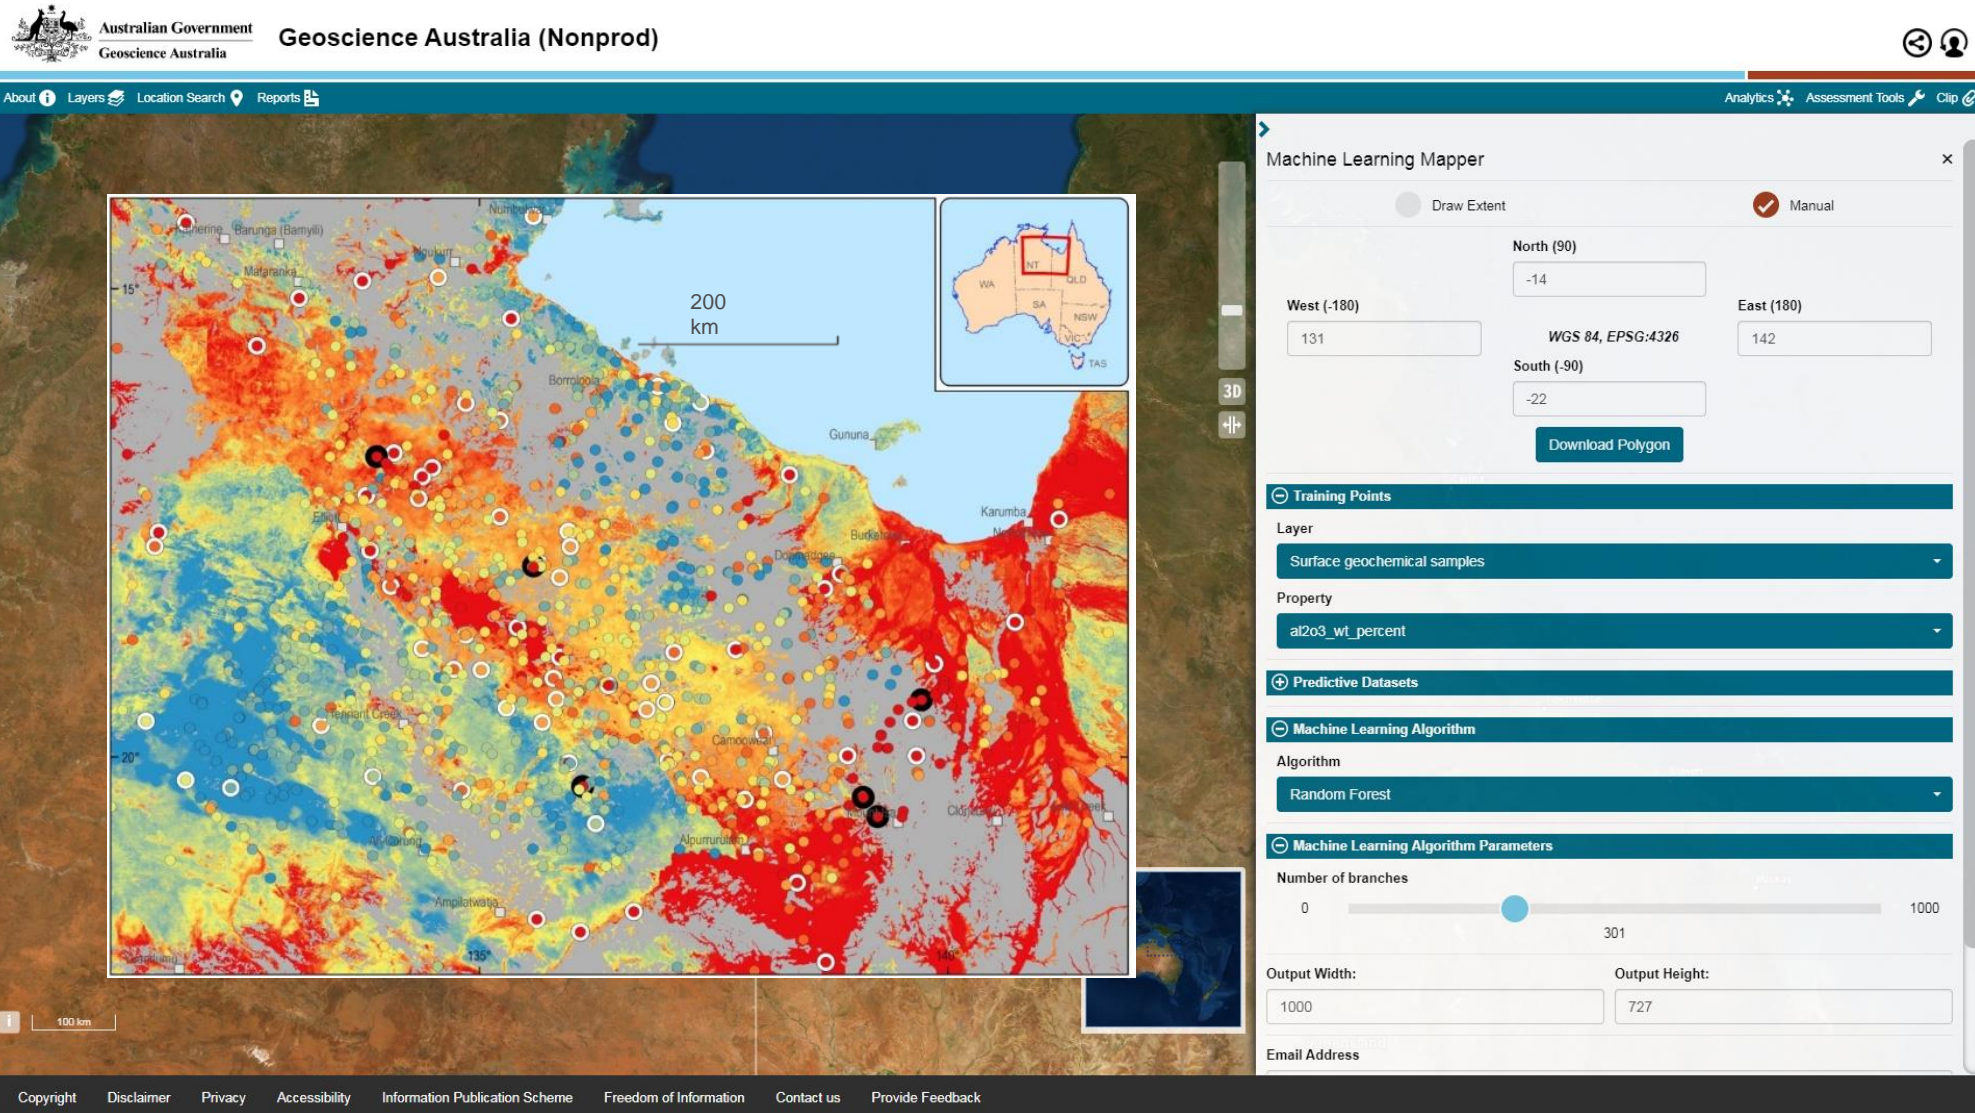 Australian Government
Geoscience Australia
Geoscience Australia (Nonprod)
About
Layers
Location Search
Reports
Analytics
Assessment Tools
Clip
Katherine
Barunga (Bamyili)
Mataranka
Ngukurr
Numbulwar
15°
200
km
WA
NT
QLD
SA
NSW
VIC
TAS
Borroloola
Gununa
Elliott
Karumba
Burketown
Doomadgee
Tennant Creek
Camooweal
20°
Alpurrurulam
Ampilatwatja
135°
140°
3D
100 km
Machine Learning Mapper
Draw Extent
Manual
North (90)
-14
West (-180)
East (180)
131
WGS 84, EPSG:4326
142
South (-90)
-22
Download Polygon
Training Points
Layer
Surface geochemical samples
Property
al2o3_wt_percent
Predictive Datasets
Machine Learning Algorithm
Algorithm
Random Forest
Machine Learning Algorithm Parameters
Number of branches
0
1000
301
Output Width:
Output Height:
1000
727
Email Address
Copyright
Disclaimer
Privacy
Accessibility
Information Publication Scheme
Freedom of Information
Contact us
Provide Feedback